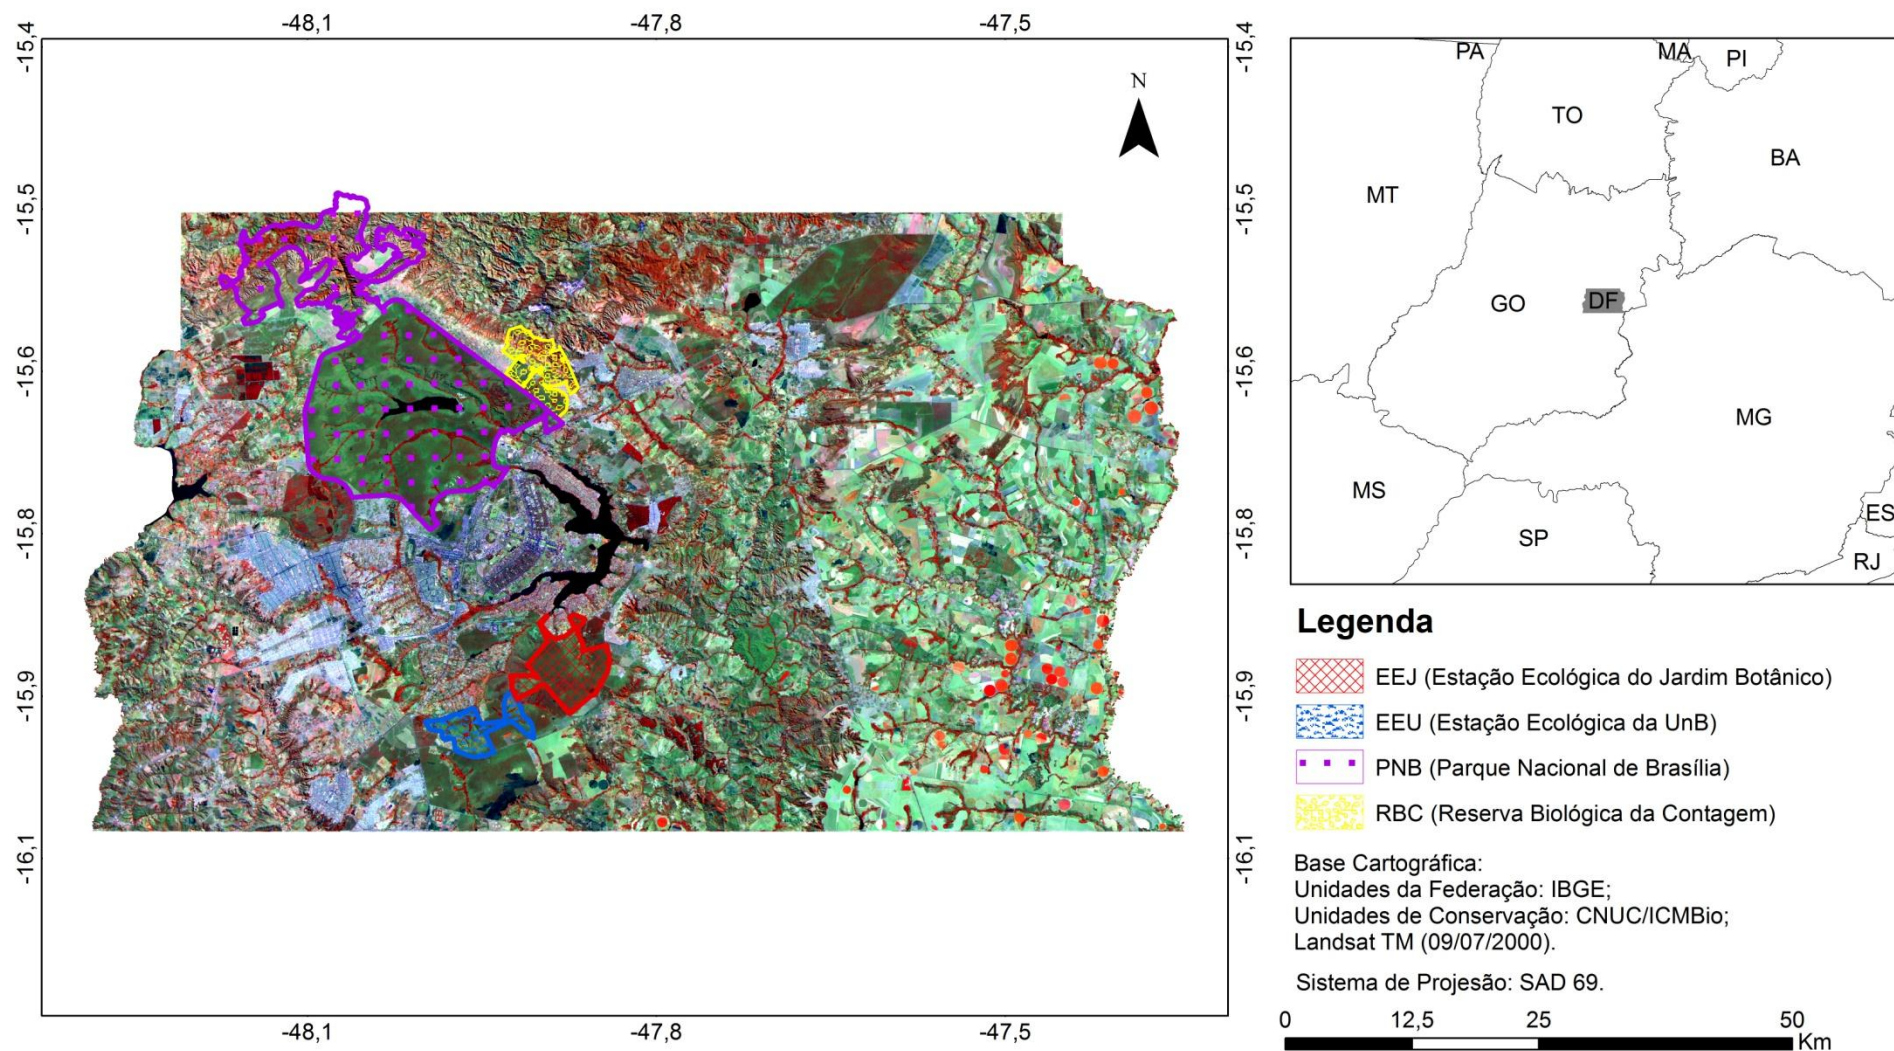 -48,1
-47,8
-47,5
-15,4
-15,5
-15,6
-15,8
-15,9
-16,1
-15,4
-15,5
-15,6
-15,8
-15,9
-16,1
-48,1
-47,8
-47,5
N
PA
MA
PI
TO
BA
MT
GO
DF
MG
MS
SP
ES
RJ
Legenda
EEJ (Estação Ecológica do Jardim Botânico)
EEU (Estação Ecológica da UnB)
PNB (Parque Nacional de Brasília)
RBC (Reserva Biológica da Contagem)
Base Cartográfica:
Unidades da Federação: IBGE;
Unidades de Conservação: CNUC/ICMBio;
Landsat TM (09/07/2000).
Sistema de Projesão: SAD 69.
0 12,5 25 50
Km